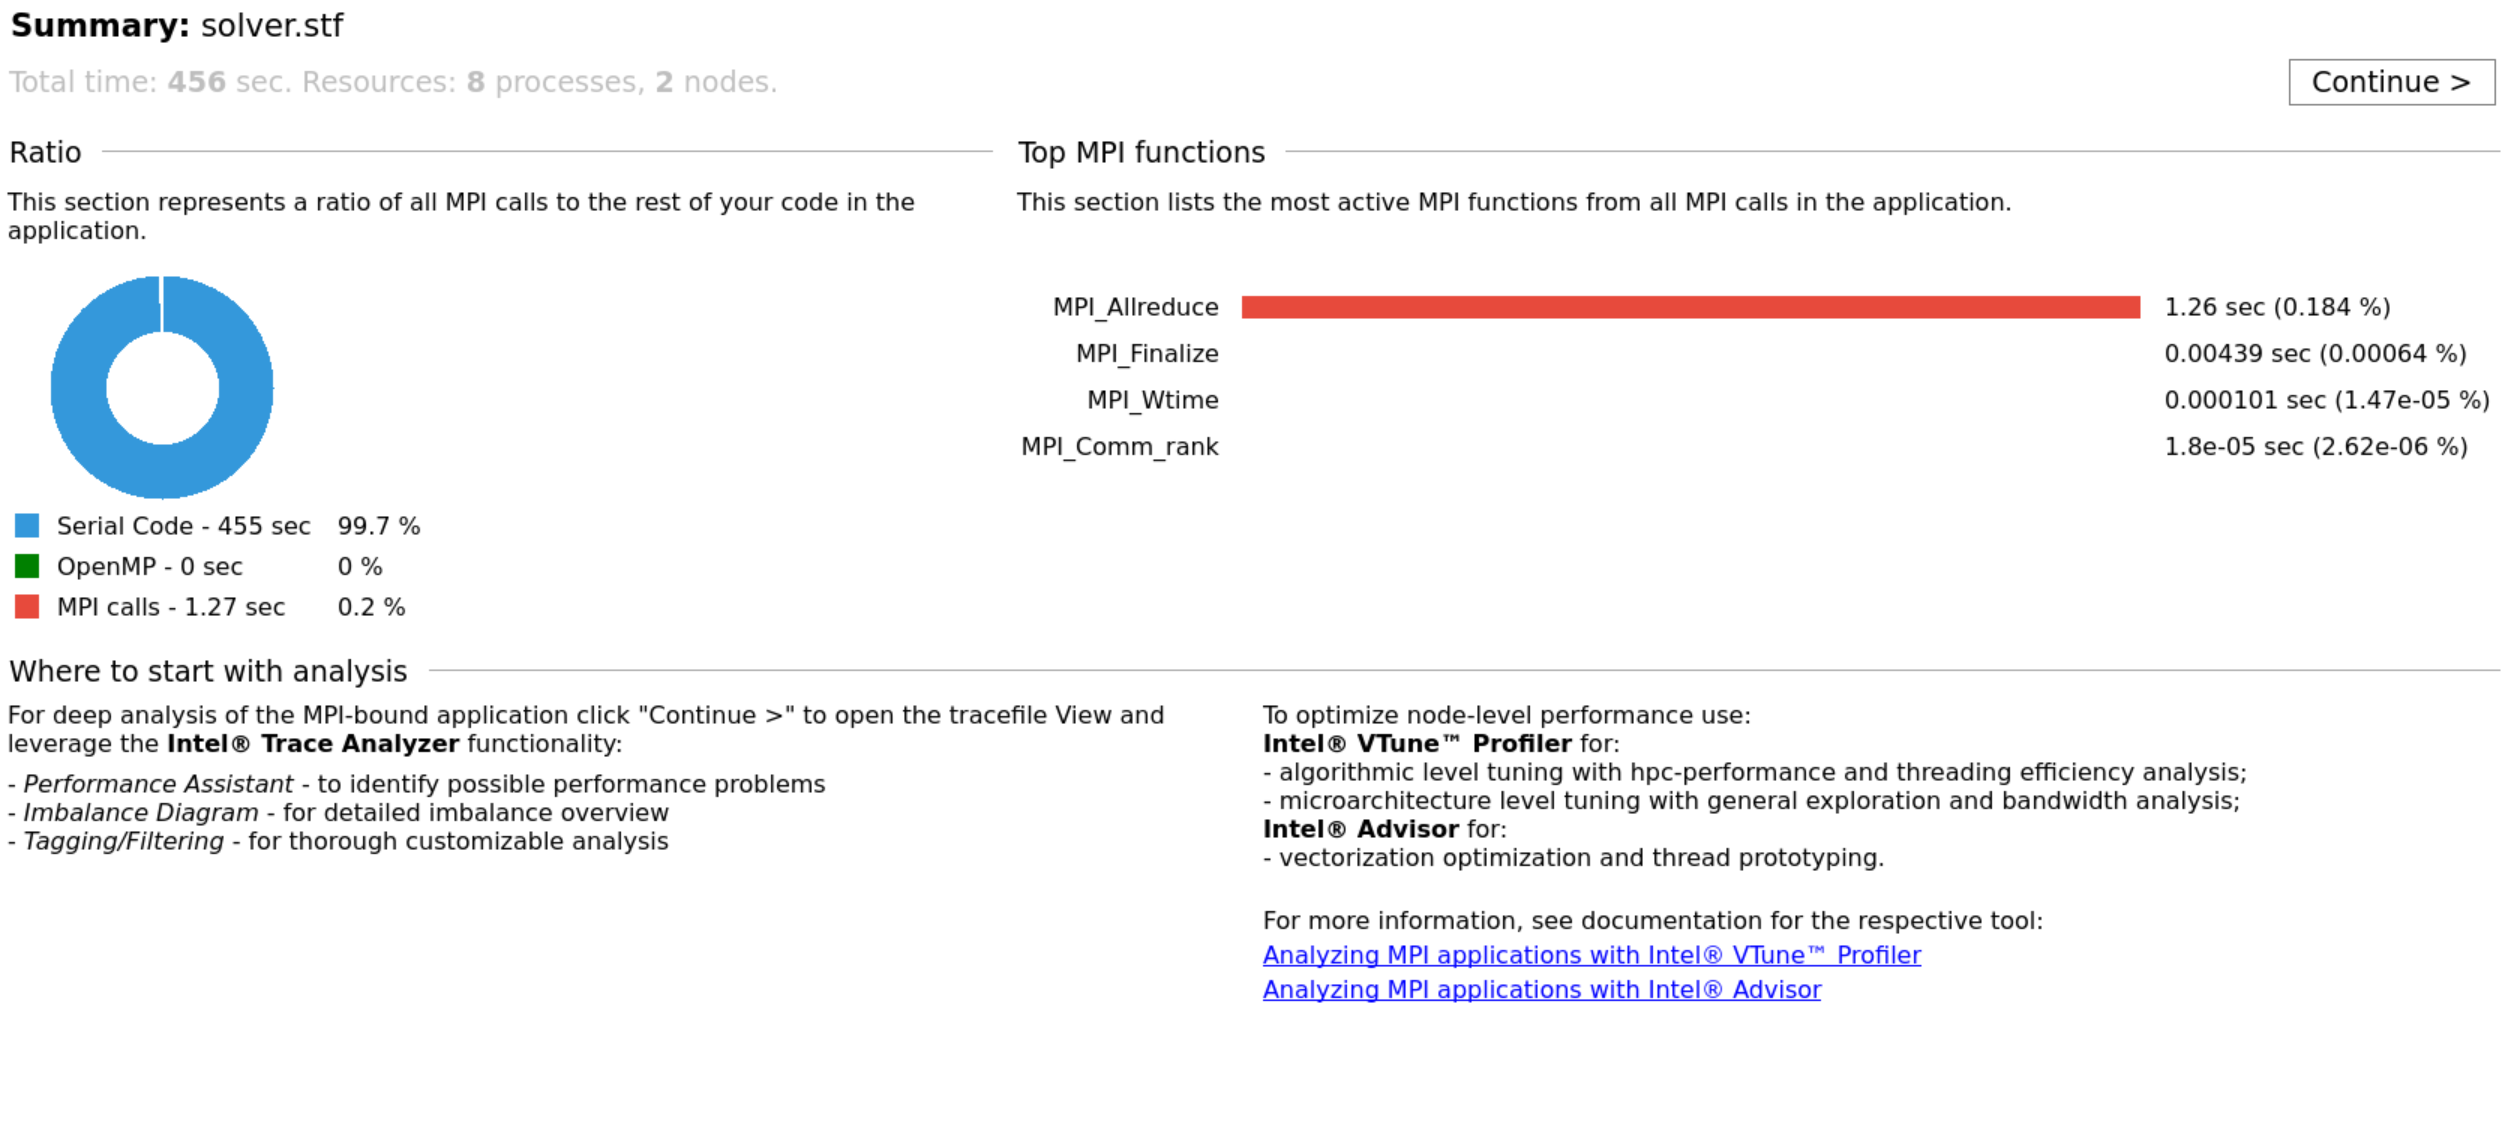 Summary: solver.stf
Total time: 456 sec. Resources: 8 processes, 2 nodes.
Continue >
Ratio
This section represents a ratio of all MPI calls to the rest of your code in the
application.
Serial Code - 455 sec 99.7 %
OpenMP - 0 sec 0 %
MPI calls - 1.27 sec 0.2 %
Top MPI functions
This section lists the most active MPI functions from all MPI calls in the application.
MPI_Allreduce 1.26 sec (0.184 %)
MPI_Finalize 0.00439 sec (0.00064 %)
MPI_Wtime 0.000101 sec (1.47e-05 %)
MPI_Comm_rank 1.8e-05 sec (2.62e-06 %)
Where to start with analysis
For deep analysis of the MPI-bound application click "Continue >" to open the tracefile View and
leverage the Intel® Trace Analyzer functionality:
- Performance Assistant - to identify possible performance problems
- Imbalance Diagram - for detailed imbalance overview
- Tagging/Filtering - for thorough customizable analysis
To optimize node-level performance use:
Intel® VTune™ Profiler for:
- algorithmic level tuning with hpc-performance and threading efficiency analysis;
- microarchitecture level tuning with general exploration and bandwidth analysis;
Intel® Advisor for:
- vectorization optimization and thread prototyping.
For more information, see documentation for the respective tool:
Analyzing MPI applications with Intel® VTune™ Profiler
Analyzing MPI applications with Intel® Advisor